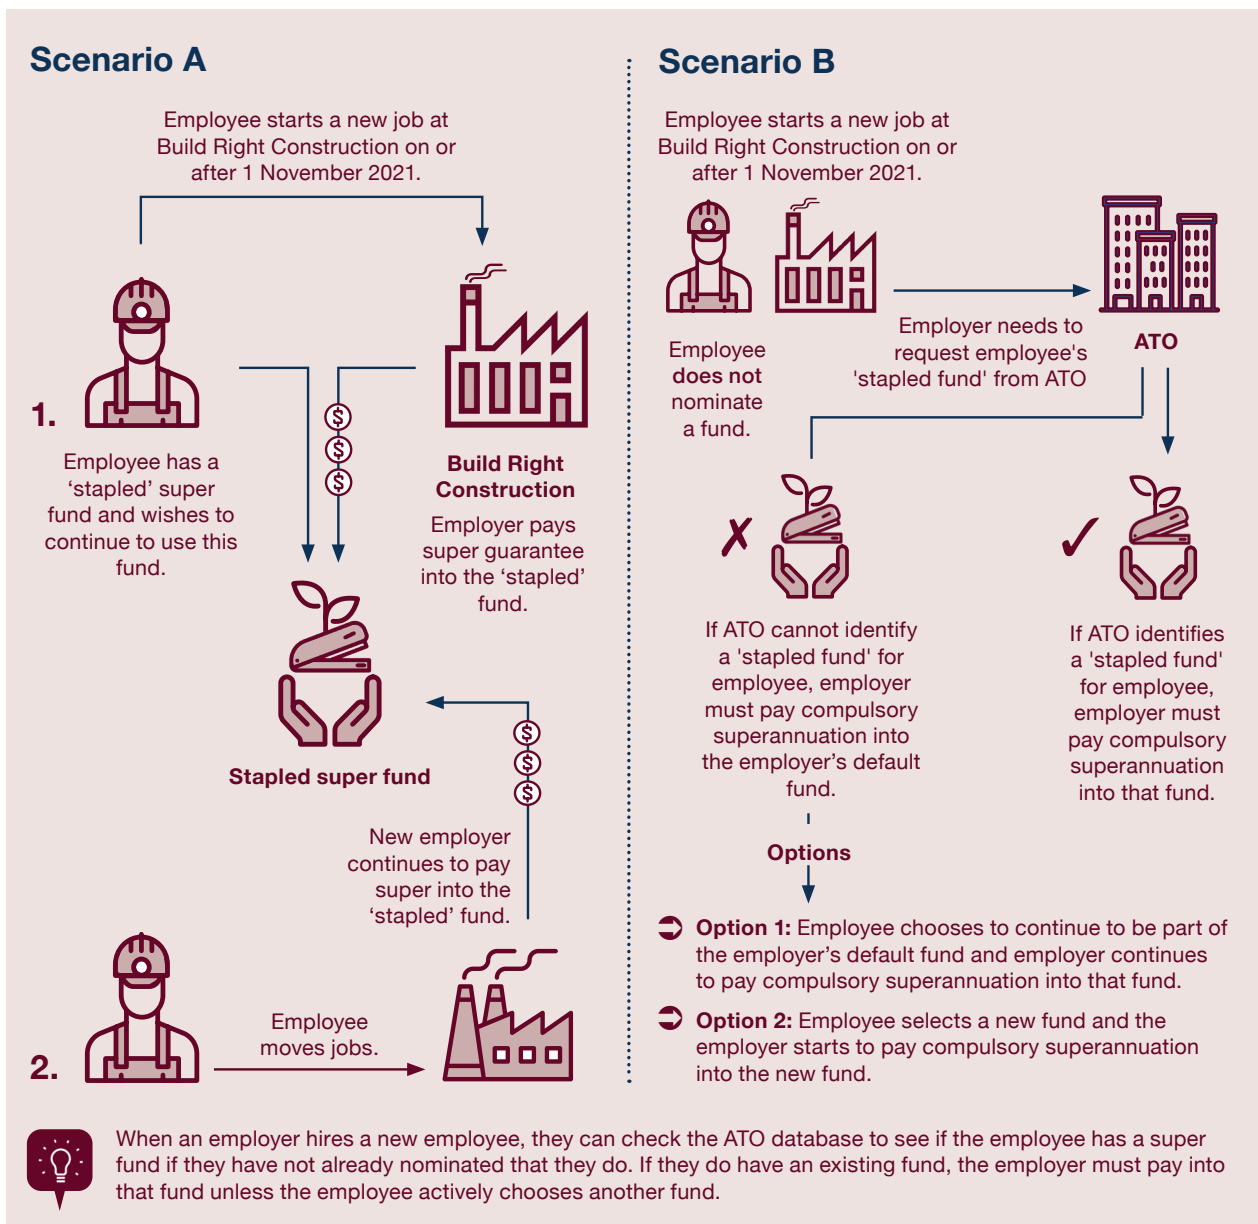 Scenario A
Employee starts a new job at
Build Right Construction on or
after 1 November 2021.
1.
Employee has a
‘stapled’ super
fund and wishes to
continue to use this
fund.
$
$
$
Build Right
Construction
Employer pays
super guarantee
into the ‘stapled’
fund.
Stapled super fund
$
$
$
New employer
continues to pay
super into the
‘stapled’ fund.
2.
Employee
moves jobs.
Scenario B
Employee starts a new job at
Build Right Construction on or
after 1 November 2021.
Employee
does not
nominate
a fund.
Employer needs to
request employee's
'stapled fund' from ATO
ATO
If ATO cannot identify
a 'stapled fund' for
employee, employer
must pay compulsory
superannuation into
the employer’s default
fund.
If ATO identifies
a 'stapled fund'
for employee,
employer must
pay compulsory
superannuation
into that fund.
Options
Option 1: Employee chooses to continue to be part of
the employer’s default fund and employer continues
to pay compulsory superannuation into that fund.
Option 2: Employee selects a new fund and the
employer starts to pay compulsory superannuation
into the new fund.
When an employer hires a new employee, they can check the ATO database to see if the employee has a super
fund if they have not already nominated that they do. If they do have an existing fund, the employer must pay into
that fund unless the employee actively chooses another fund.